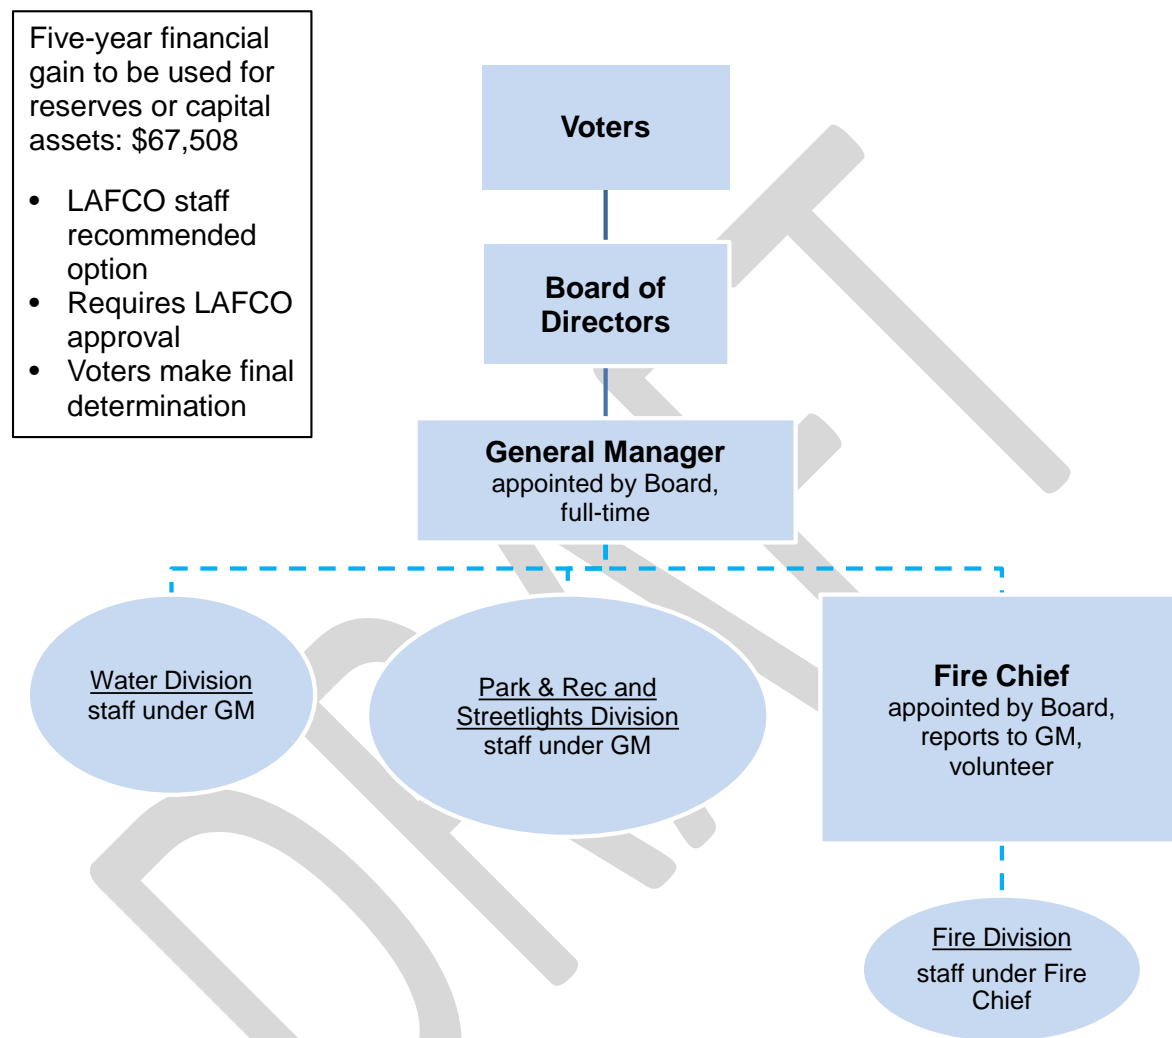 Five-year financial
gain to be used for
reserves or capital
assets: $67,508
• LAFCO staff
recommended
option
• Requires LAFCO
approval
• Voters make final
determination
Voters
Board of
Directors
General Manager
appointed by Board,
full-time
Water Division
staff under GM
Park & Rec and
Streetlights Division
staff under GM
Fire Chief
appointed by Board,
reports to GM,
volunteer
Fire Division
staff under Fire
Chief
DRAFT